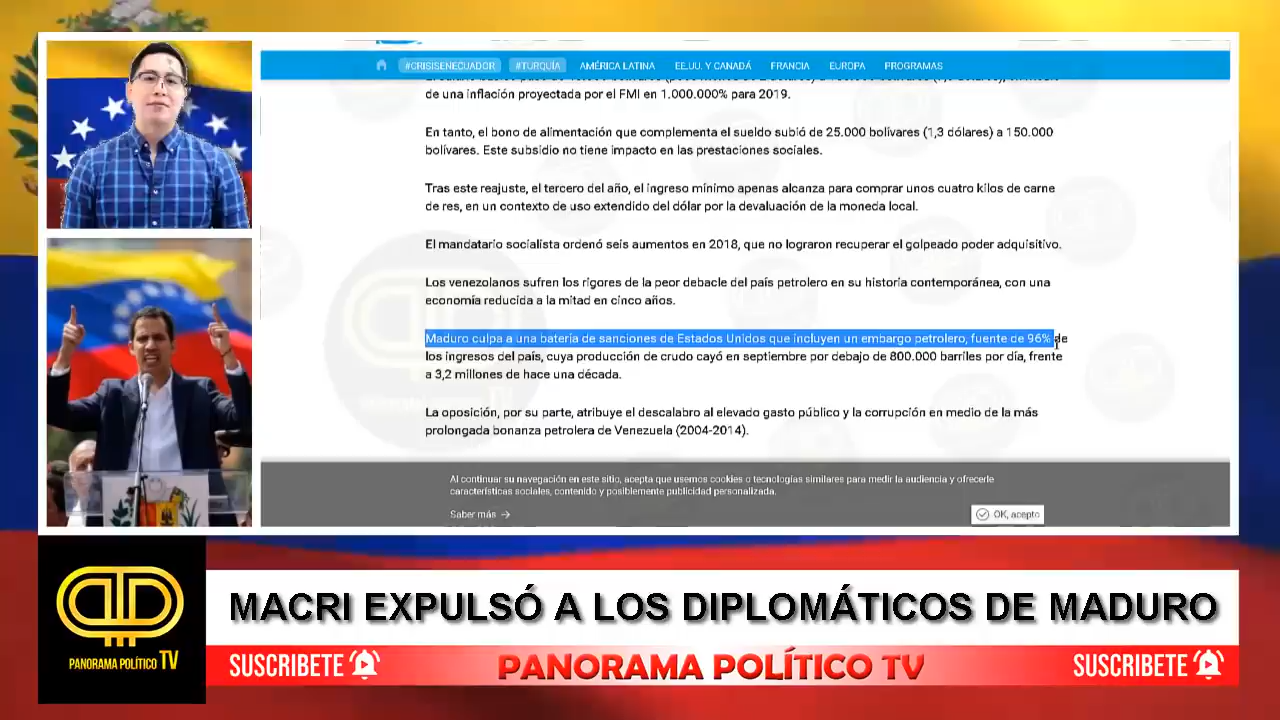 #CRISISENECUADOR #TURQUÍA AMÉRICA LATINA EE.UU. Y CANADÁ FRANCIA EUROPA PROGRAMAS
de una inflación proyectada por el FMI en 1.000.000% para 2019.
En tanto, el bono de alimentación que complementa el sueldo subió de 25.000 bolívares (1,3 dólares) a 150.000
bolívares. Este subsidio no tiene impacto en las prestaciones sociales.
Tras este reajuste, el tercero del año, el ingreso mínimo apenas alcanza para comprar unos cuatro kilos de carne
de res, en un contexto de uso extendido del dólar por la devaluación de la moneda local.
El mandatario socialista ordenó seis aumentos en 2018, que no lograron recuperar el golpeado poder adquisitivo.
Los venezolanos sufren los rigores de la peor debacle del país petrolero en su historia contemporánea, con una
economía reducida a la mitad en cinco años.
Maduro culpa a una batería de sanciones de Estados Unidos que incluyen un embargo petrolero, fuente de 96% de
los ingresos del país, cuya producción de crudo cayó en septiembre por debajo de 800.000 barriles por día, frente
a 3,2 millones de hace una década.
La oposición, por su parte, atribuye el descalabro al elevado gasto público y la corrupción en medio de la más
prolongada bonanza petrolera de Venezuela (2004-2014).
Al continuar su navegación en este sitio, acepta que usemos cookies o tecnologías similares para medir la audiencia y ofrecerle
características sociales, contenido y posiblemente publicidad personalizada.
Saber más →
OK, acepto
MACRI EXPULSÓ A LOS DIPLOMÁTICOS DE MADURO
PANORAMA POLÍTICO TV
SUSCRIBETE PANORAMA POLÍTICO TV SUSCRIBETE